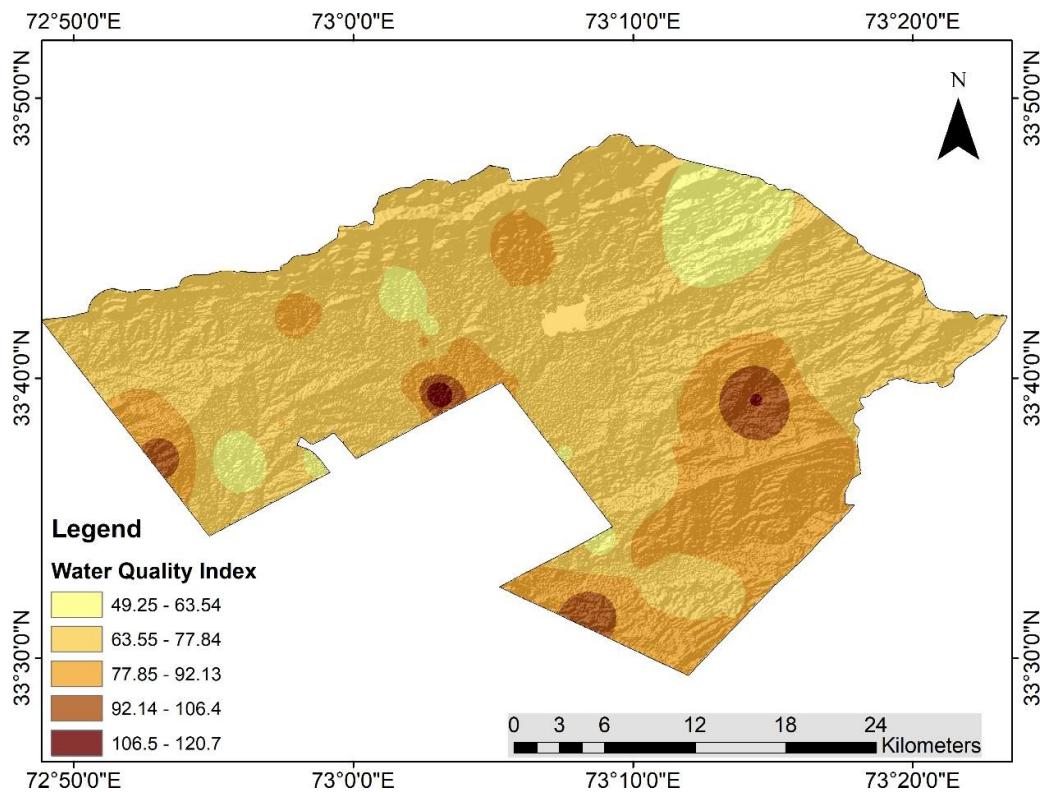 72°50'0"E 73°0'0"E 73°10'0"E 73°20'0"E
N
33°50'0"N 33°50'0"N
33°40'0"N 33°40'0"N
33°30'0"N 33°30'0"N
Legend
Water Quality Index
49.25 - 63.54
63.55 - 77.84
77.85 - 92.13
92.14 - 106.4
106.5 - 120.7
0 3 6 12 18 24
Kilometers
72°50'0"E 73°0'0"E 73°10'0"E 73°20'0"E